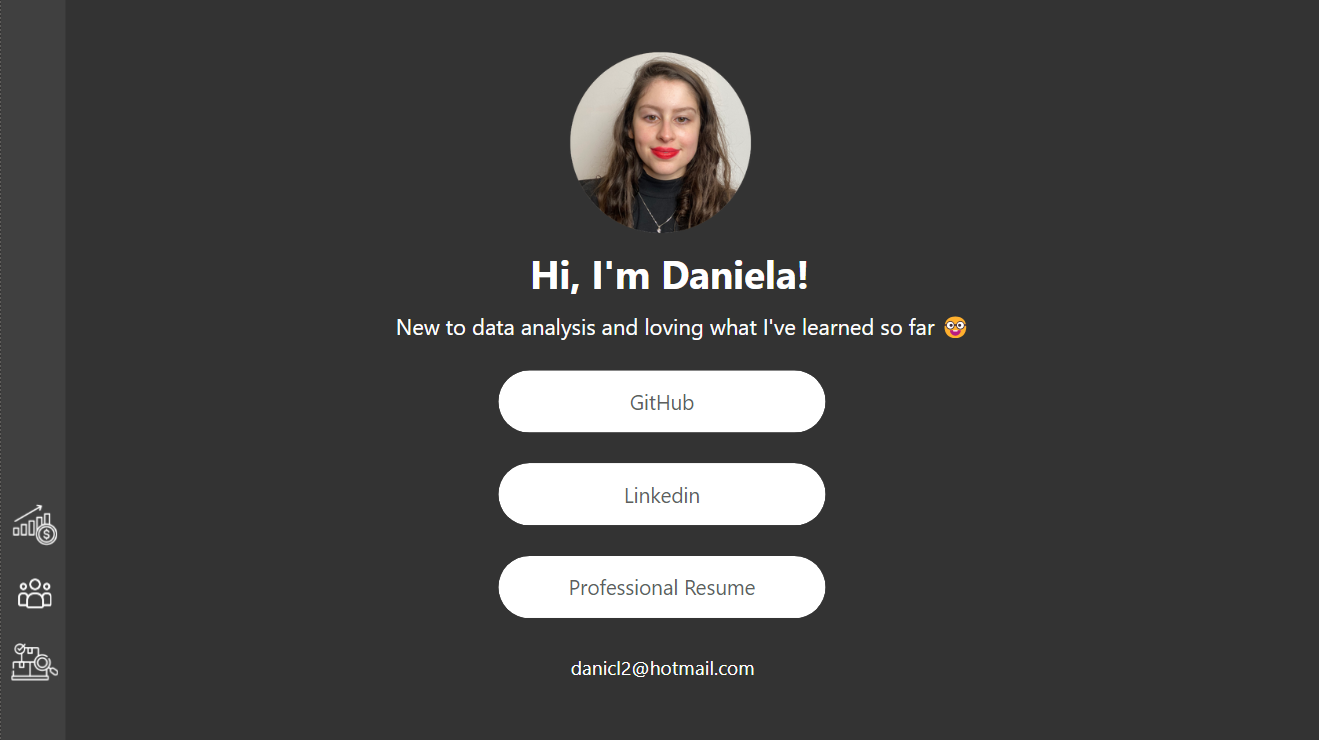 Hi, I'm Daniela!
New to data analysis and loving what I've learned so far 🤓
GitHub
Linkedin
Professional Resume
danicl2@hotmail.com